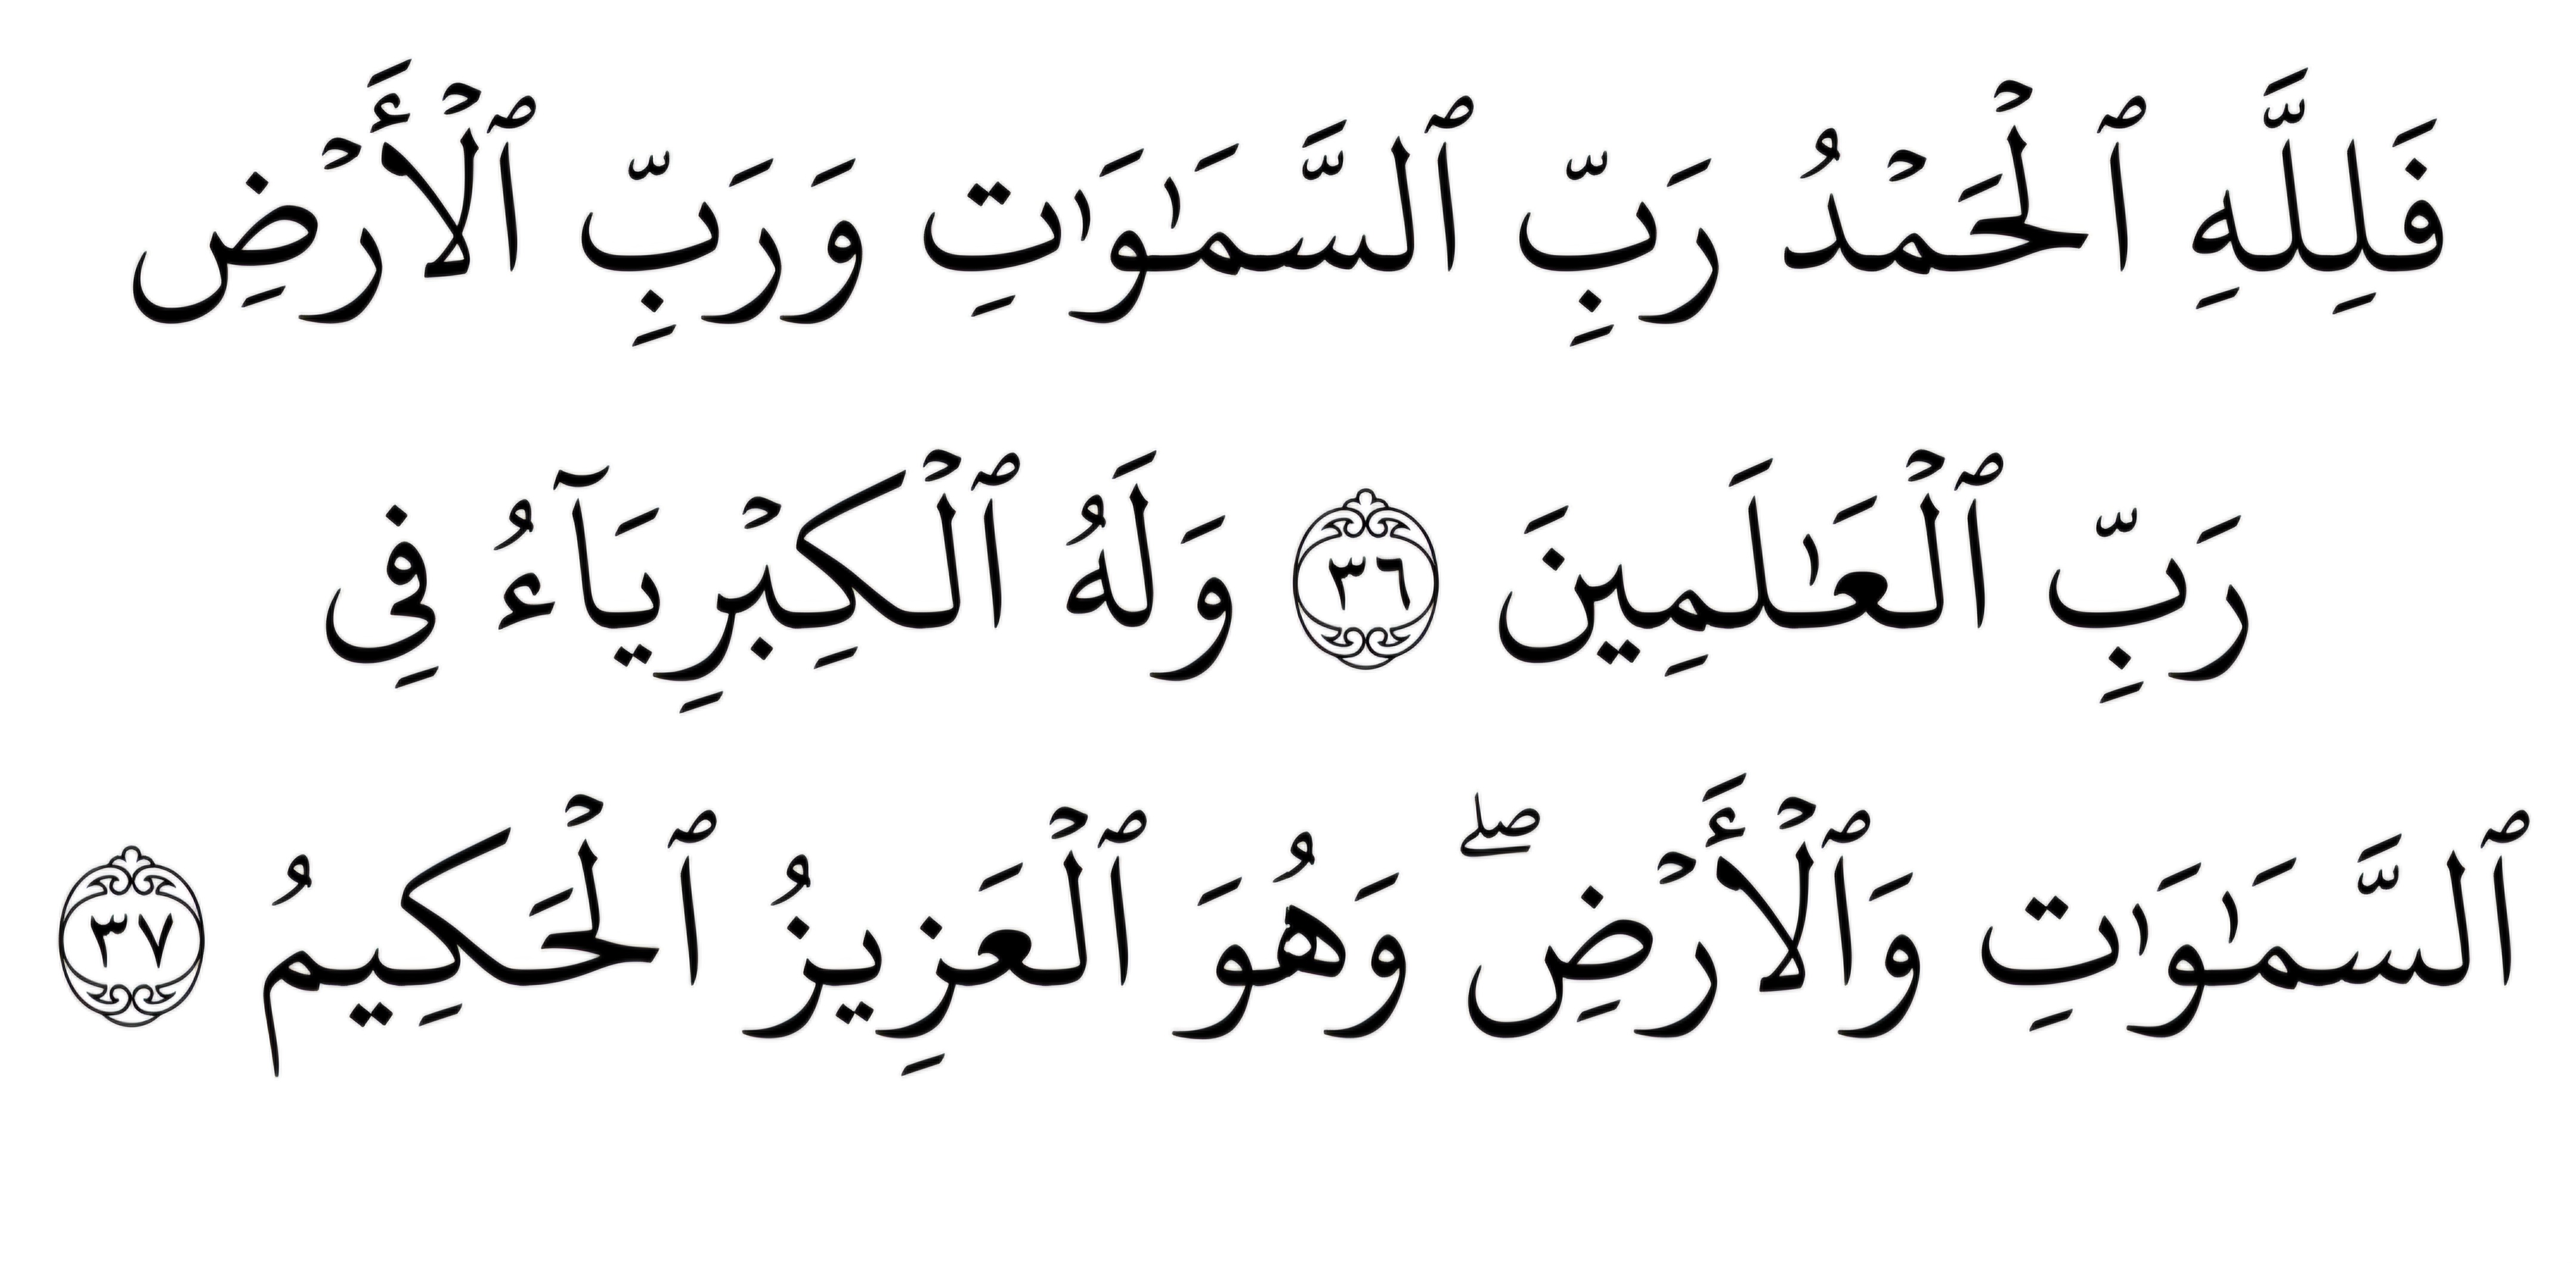 فَلِلَّهِ ٱلْحَمْدُ رَبِّ ٱلسَّمَـٰوَٰتِ وَرَبِّ ٱلْأَرْضِ
رَبِّ ٱلْعَـٰلَمِينَ ٣٦ وَلَهُ ٱلْكِبْرِيَآءُ فِى
ٱلسَّمَـٰوَٰتِ وَٱلْأَرْضِ ۖ وَهُوَ ٱلْعَزِيزُ ٱلْحَكِيمُ ٣٧